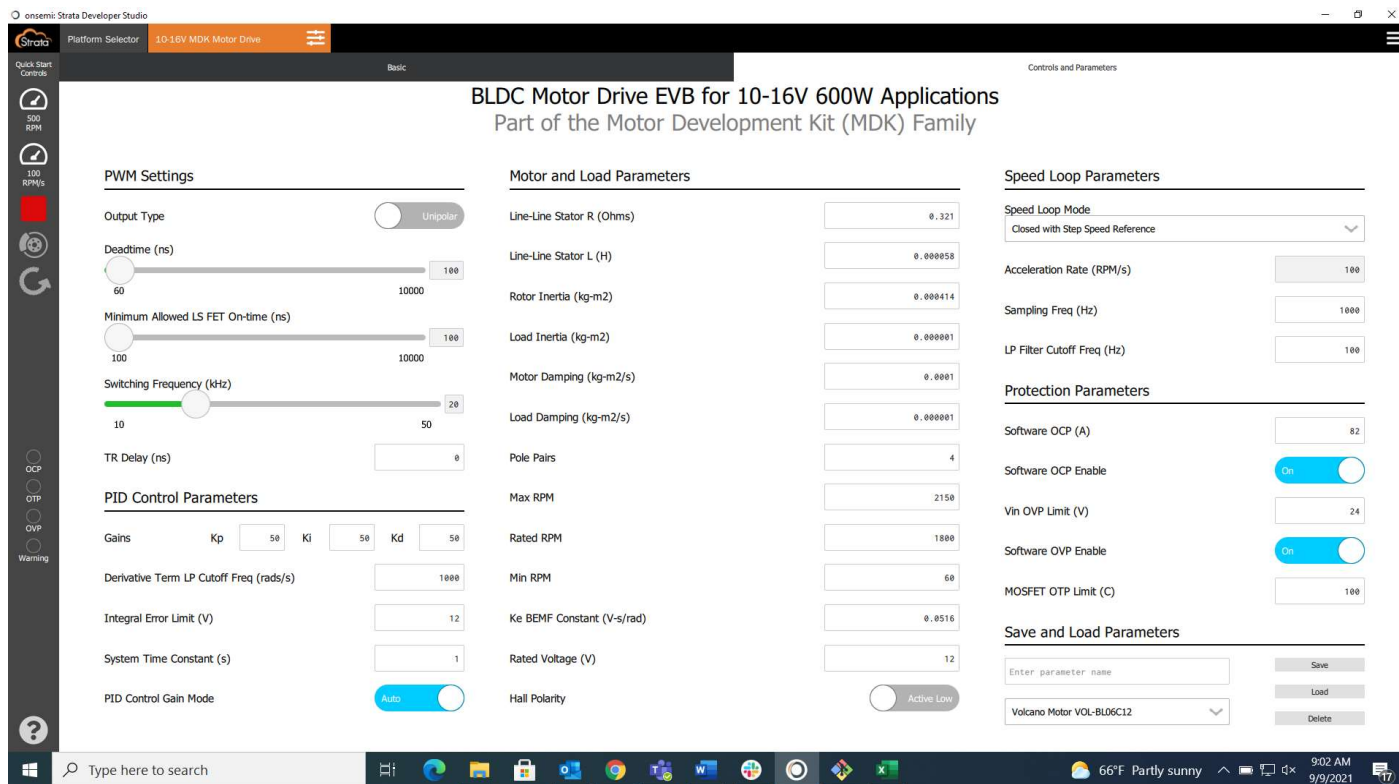 onsemi: Strata Developer Studio
Strata
Platform Selector
10-16V MDK Motor Drive
Quick Start
Controls
500
RPM
100
RPM/s
OCP
OTP
OVP
Warning
Basic
Controls and Parameters
BLDC Motor Drive EVB for 10-16V 600W Applications
Part of the Motor Development Kit (MDK) Family
PWM Settings
Output Type Unipolar
Deadtime (ns)
100
60 10000
Minimum Allowed LS FET On-time (ns)
100
100 10000
Switching Frequency (kHz)
20
10 50
TR Delay (ns) 0
PID Control Parameters
Gains Kp 50 Ki 50 Kd 50
Derivative Term LP Cutoff Freq (rads/s) 1000
Integral Error Limit (V) 12
System Time Constant (s) 1
PID Control Gain Mode Auto
Motor and Load Parameters
Line-Line Stator R (Ohms) 0.321
Line-Line Stator L (H) 0.000058
Rotor Inertia (kg-m2) 0.000414
Load Inertia (kg-m2) 0.000001
Motor Damping (kg-m2/s) 0.0001
Load Damping (kg-m2/s) 0.000001
Pole Pairs 4
Max RPM 2150
Rated RPM 1800
Min RPM 60
Ke BEMF Constant (V-s/rad) 0.0516
Rated Voltage (V) 12
Hall Polarity Active Low
Speed Loop Parameters
Speed Loop Mode
Closed with Step Speed Reference
Acceleration Rate (RPM/s) 100
Sampling Freq (Hz) 1000
LP Filter Cutoff Freq (Hz) 100
Protection Parameters
Software OCP (A) 82
Software OCP Enable On
Vin OVP Limit (V) 24
Software OVP Enable On
MOSFET OTP Limit (C) 100
Save and Load Parameters
Enter parameter name
Save
Load
Volcano Motor VOL-BL06C12
Delete
Type here to search
66°F Partly sunny
9:02 AM
9/9/2021
17